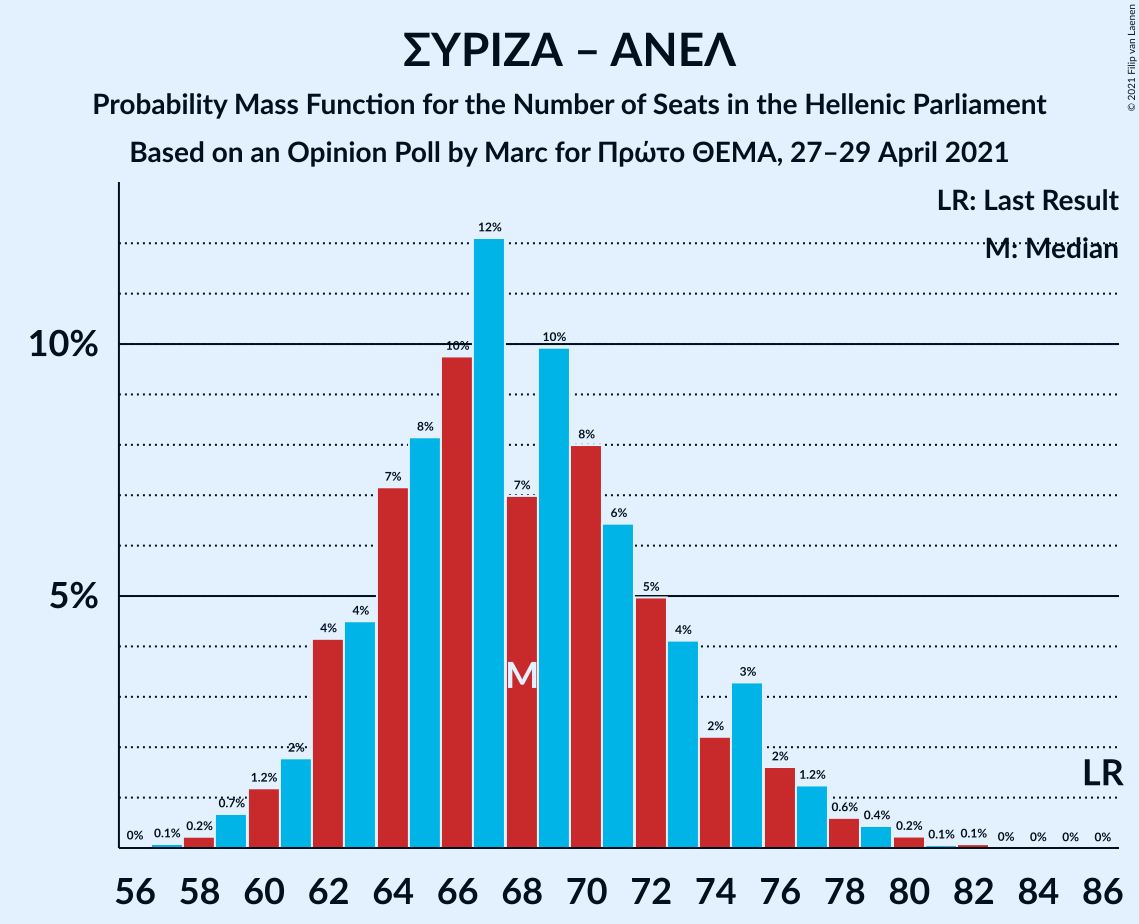 ΣΥΡΙΖΑ – ΑΝΕΛ
Probability Mass Function for the Number of Seats in the Hellenic Parliament
Based on an Opinion Poll by Marc for Πρώτο ΘΕΜΑ, 27–29 April 2021
© 2021 Filip van Laenen
LR: Last Result
M: Median
10%
5%
0% 0.1% 0.2% 0.7% 1.2% 2% 4% 4% 7% 8% 10% 12% 7% 10% 8% 6% 5% 4% 2% 3% 2% 1.2% 0.6% 0.4% 0.2% 0.1% 0.1% 0% 0% 0% 0%
M
LR
56 58 60 62 64 66 68 70 72 74 76 78 80 82 84 86